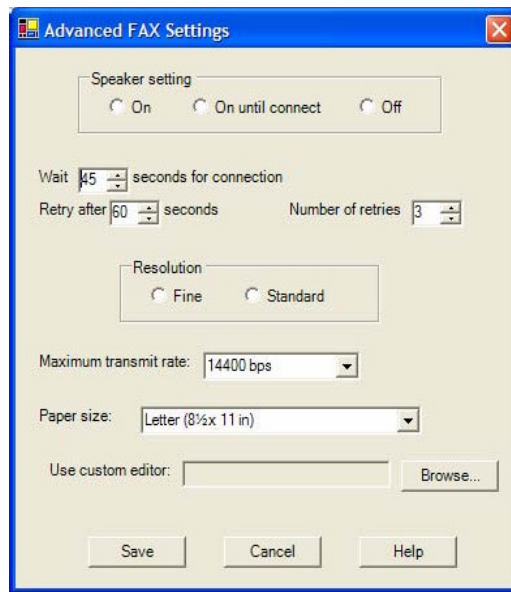 Advanced FAX Settings
Speaker setting
On On until connect Off
Wait 45 seconds for connection
Retry after 60 seconds Number of retries 3
Resolution
Fine Standard
Maximum transmit rate: 14400 bps
Paper size: Letter (8½x 11 in)
Use custom editor: Browse...
Save Cancel Help